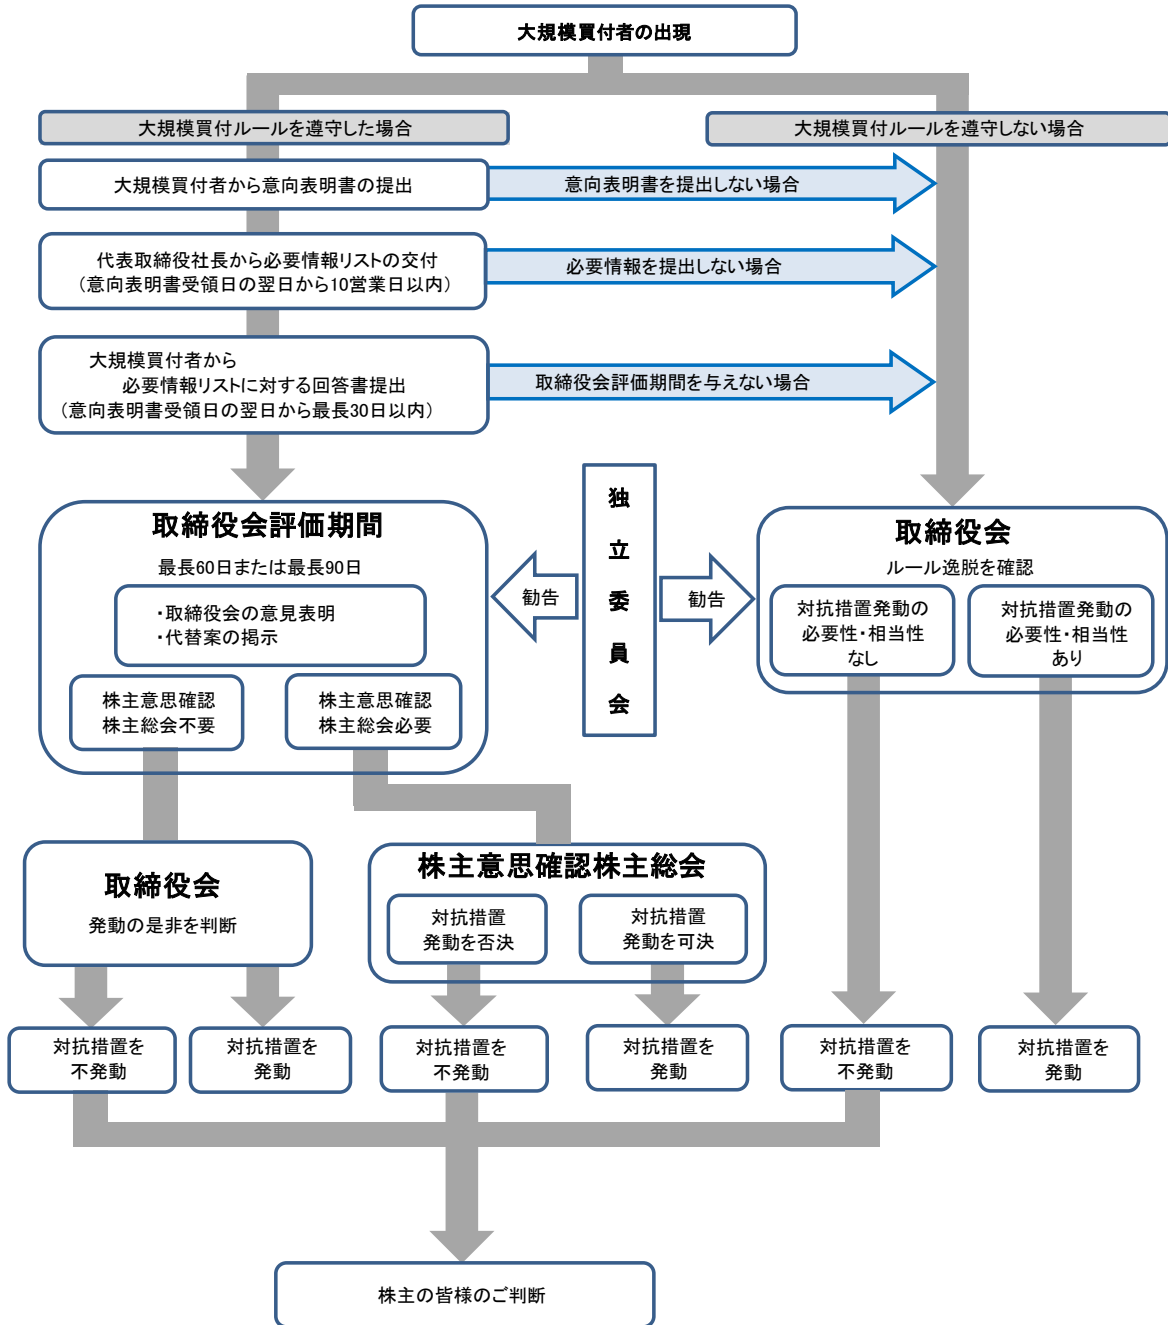 大規模買付者の出現
大規模買付ルールを遵守した場合
大規模買付ルールを遵守しない場合
大規模買付者から意向表明書の提出
意向表明書を提出しない場合
代表取締役社長から必要情報リストの交付
（意向表明書受領日の翌日から10営業日以内）
必要情報を提出しない場合
大規模買付者から
必要情報リストに対する回答書提出
（意向表明書受領日の翌日から最長30日以内）
取締役会評価期間を与えない場合
取締役会評価期間
最長60日または最長90日
・取締役会の意見表明
・代替案の掲示
株主意思確認
株主総会不要
株主意思確認
株主総会必要
勧告
独立委員会
勧告
取締役会
ルール逸脱を確認
対抗措置発動の
必要性・相当性
なし
対抗措置発動の
必要性・相当性
あり
取締役会
発動の是非を判断
株主意思確認株主総会
対抗措置
発動を否決
対抗措置
発動を可決
対抗措置を
不発動
対抗措置を
発動
対抗措置を
不発動
対抗措置を
発動
対抗措置を
不発動
対抗措置を
発動
株主の皆様のご判断